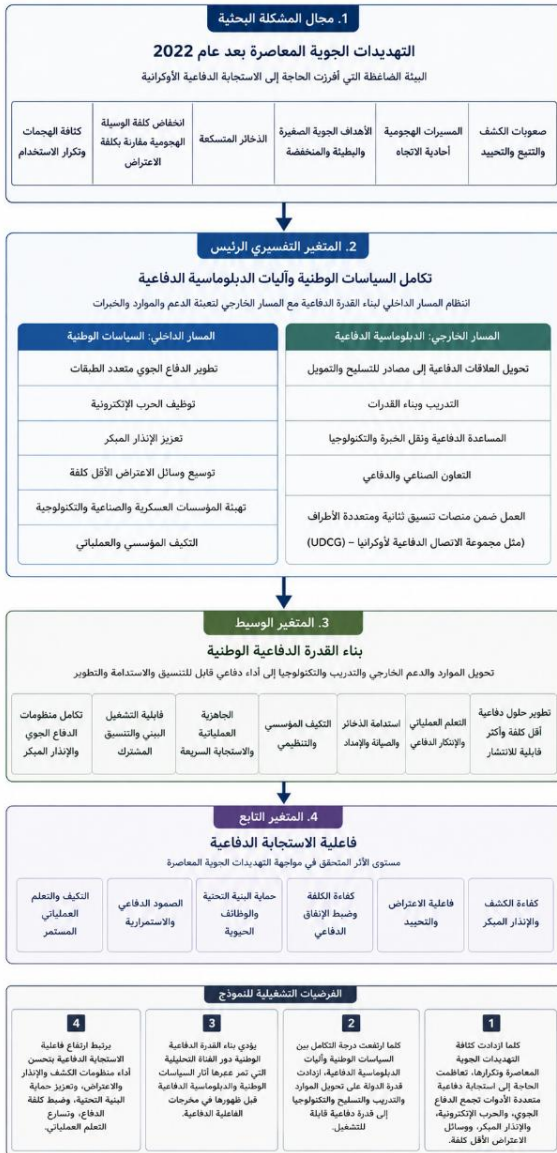 1. مجال المشكلة البحثية
التهديدات الجوية المعاصرة بعد عام 2022
البيئة الضاغطة التي أفرزت الحاجة إلى الاستجابة الدفاعية الأوكرانية
صعوبات الكشف
والتتبع والتحييد
المسيرات الهجومية
أحادية الاتجاه
الأهداف الجوية الصغيرة
والبطيئة والمنخفضة
الذخائر المتسكعة
انخفاض كلفة الوسيلة
الهجومية مقارنة بكلفة
الاعتراض
كثافة الهجمات
وتكرار الاستخدام
2. المتغير التفسيري الرئيس
تكامل السياسات الوطنية وآليات الدبلوماسية الدفاعية
انتظام المسار الداخلي لبناء القدرة الدفاعية مع المسار الخارجي لتعبئة الدعم والموارد والخبرات
المسار الخارجي: الدبلوماسية الدفاعية
تحويل العلاقات الدفاعية إلى مصادر للتسليح والتمويل
التدريب وبناء القدرات
المساعدة الدفاعية ونقل الخبرة والتكنولوجيا
التعاون الصناعي والدفاعي
العمل ضمن منصات تنسيق ثنائية ومتعددة الأطراف
(مثل مجموعة الاتصال الدفاعية لأوكرانيا – UDCG)
المسار الداخلي: السياسات الوطنية
تطوير الدفاع الجوي متعدد الطبقات
توظيف الحرب الإلكترونية
تعزيز الإنذار المبكر
توسيع وسائل الاعتراض الأقل كلفة
تهيئة المؤسسات العسكرية والصناعية والتكنولوجية
التكيف المؤسسي والعملياتي
3. المتغير الوسيط
بناء القدرة الدفاعية الوطنية
تحويل الموارد والدعم الخارجي والتدريب والتكنولوجيا إلى أداء دفاعي قابل للتنسيق والاستدامة والتطوير
تطوير حلول دفاعية
أقل كلفة وأكثر
قابلية للانتشار
التعلم العملياتي
والابتكار الدفاعي
استدامة الذخائر
والصيانة والإمداد
التكيف المؤسسي
والتنظيمي
الجاهزية
العملياتية
والاستجابة السريعة
قابلية التشغيل
البيني والتنسيق
المشترك
تكامل منظومات
الدفاع الجوي
والإنذار المبكر
4. المتغير التابع
فاعلية الاستجابة الدفاعية
مستوى الأثر المتحقق في مواجهة التهديدات الجوية المعاصرة
كفاءة الكشف
والإنذار المبكر
فاعلية الاعتراض
والتحييد
كفاءة الكلفة
وضبط الإنفاق
الدفاعي
حماية البنية التحتية
والوظائف
الحيوية
الصمود الدفاعي
والاستمرارية
التكيف والتعلم
العملياتي
المستمر
الفرضيات التشغيلية للنموذج
1
كلما ازدادت كثافة
التهديدات الجوية
المعاصرة وتكرارها، تعاظمت
الحاجة إلى استجابة دفاعية
متعددة الأدوات تجمع الدفاع
الجوي، والحرب الإلكترونية،
والإنذار المبكر، ووسائل
الاعتراض الأقل كلفة.
2
كلما ارتفعت درجة التكامل بين
السياسات الوطنية وآليات
الدبلوماسية الدفاعية، ازدادت
قدرة الدولة على تحويل الموارد
والتدريب والتسليح والتكنولوجيا
إلى قدرة دفاعية قابلة
للتشغيل.
3
يؤدي بناء القدرة الدفاعية
الوطنية دور القناة التحليلية
التي تمر عبرها آثار السياسات
الوطنية والدبلوماسية الدفاعية
قبل ظهورها في مخرجات
الفاعلية الدفاعية.
4
يرتبط ارتفاع فاعلية
الاستجابة الدفاعية بتحسن
أداء منظومات الكشف والإنذار
والاعتراض، وتعزيز حماية
البنية التحتية، وضبط كلفة
الدفاع، وتسارع
التعلم العملياتي.